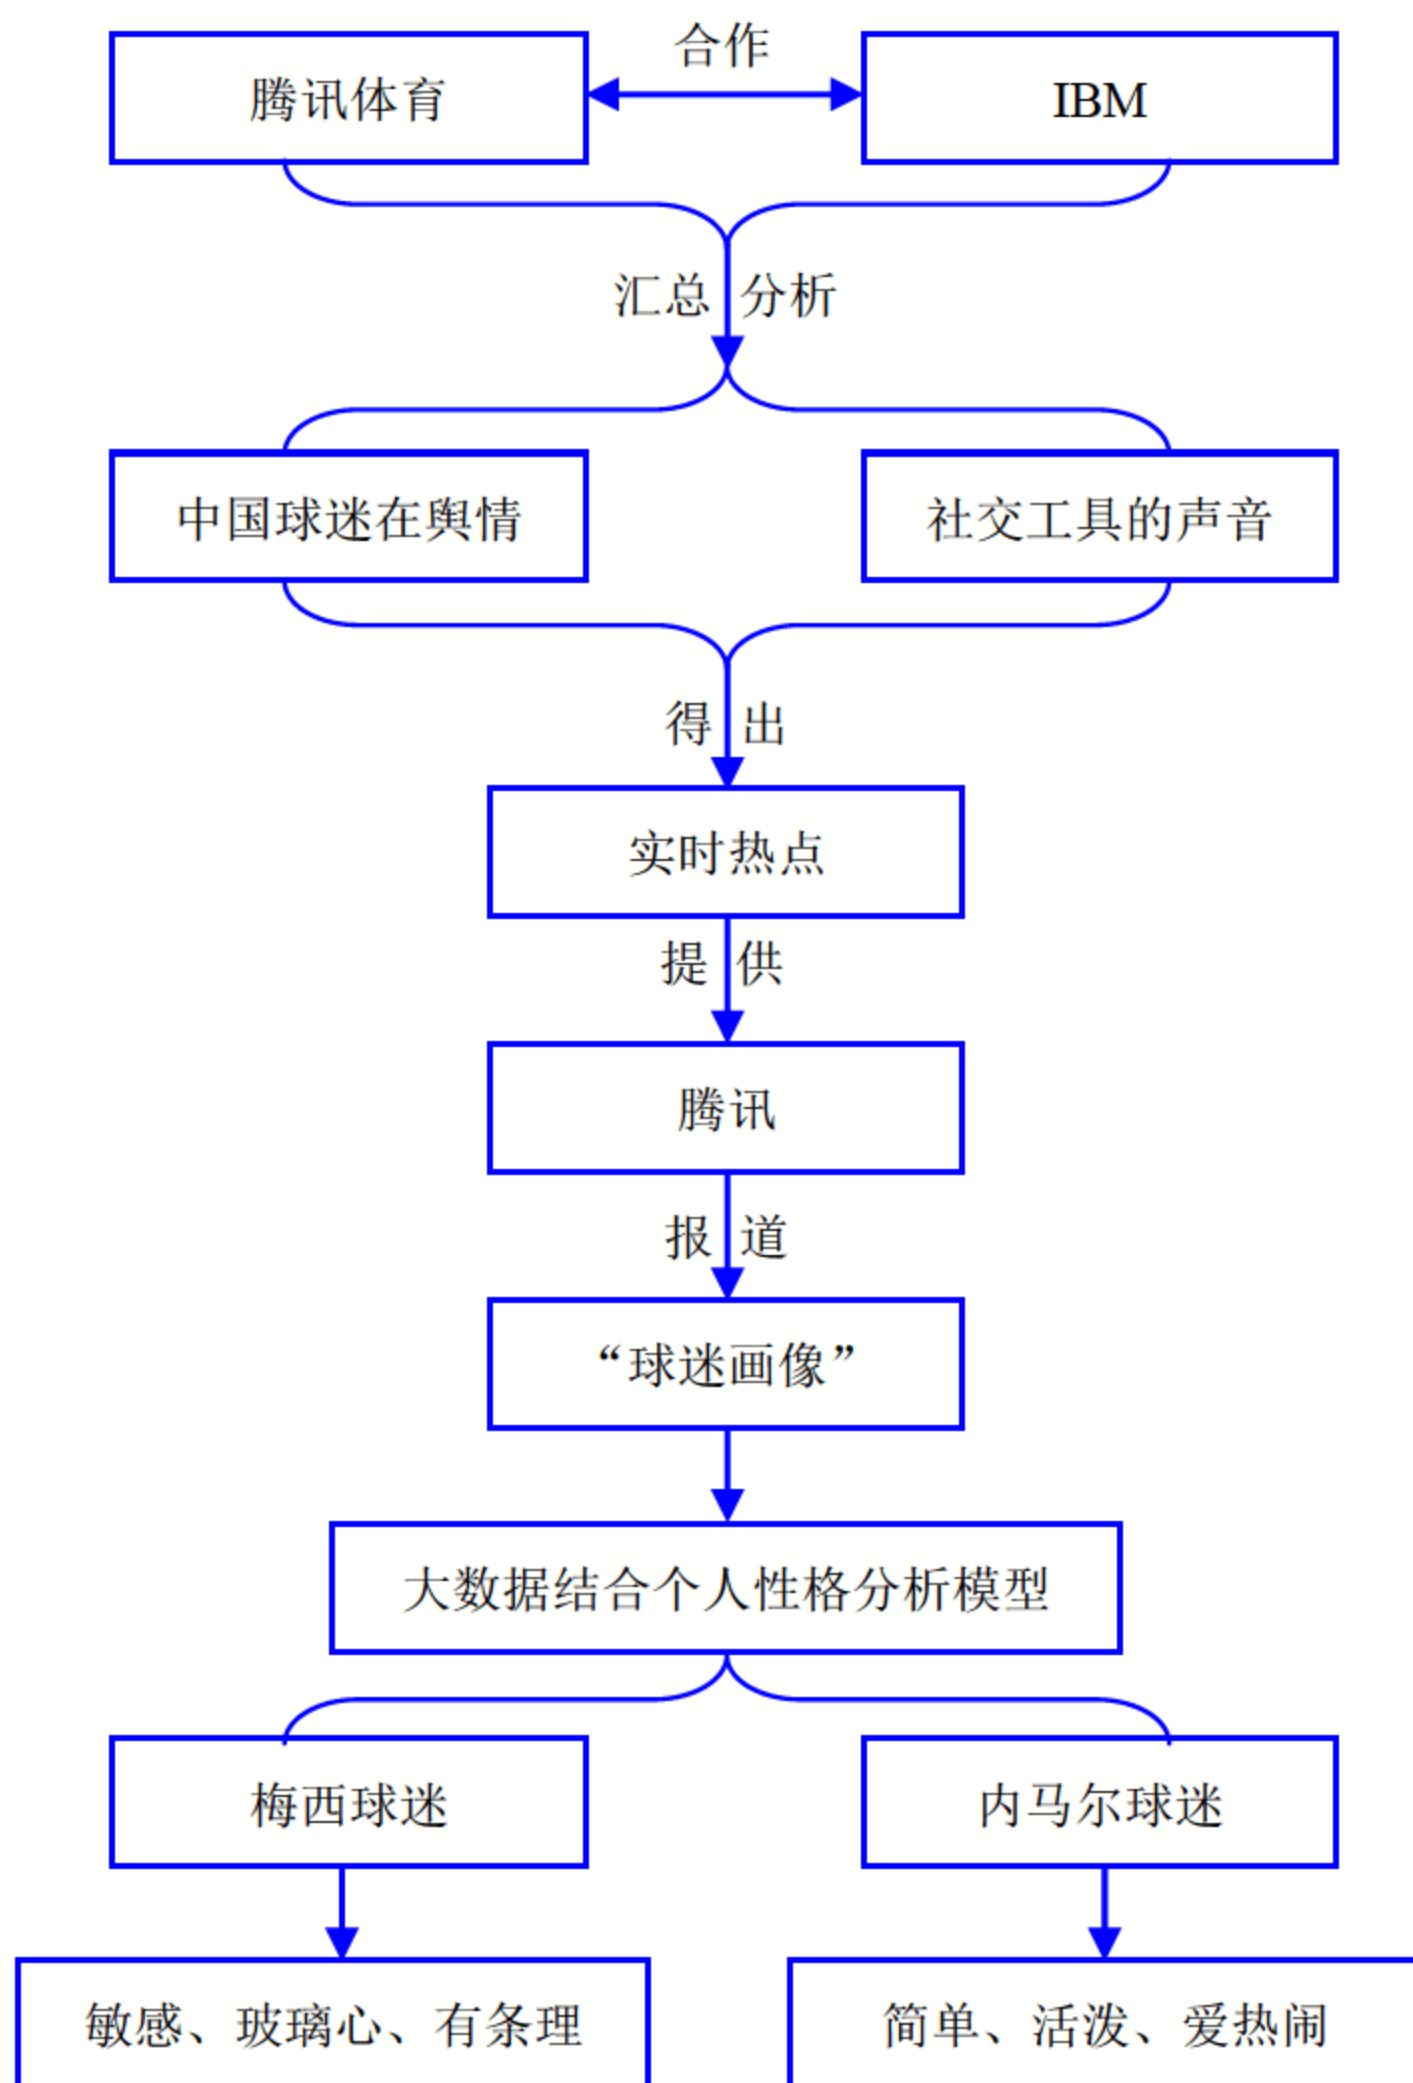 合作
腾讯体育
IBM
汇总 分析
中国球迷在舆情
社交工具的声音
得 出
实时热点
提 供
腾讯
报 道
“球迷画像”
大数据结合个人性格分析模型
梅西球迷
内马尔球迷
敏感、玻璃心、有条理
简单、活泼、爱热闹